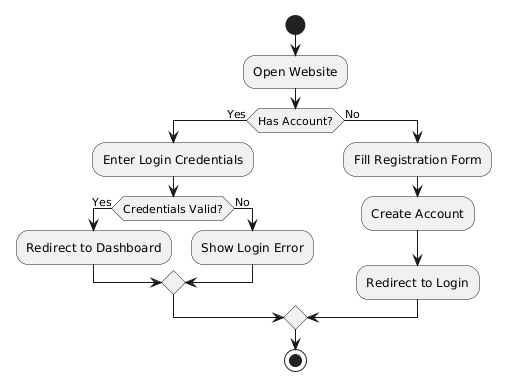 Open Website
Yes
Has Account?
No
Enter Login Credentials
Fill Registration Form
Yes
Credentials Valid?
No
Create Account
Redirect to Dashboard
Show Login Error
Redirect to Login